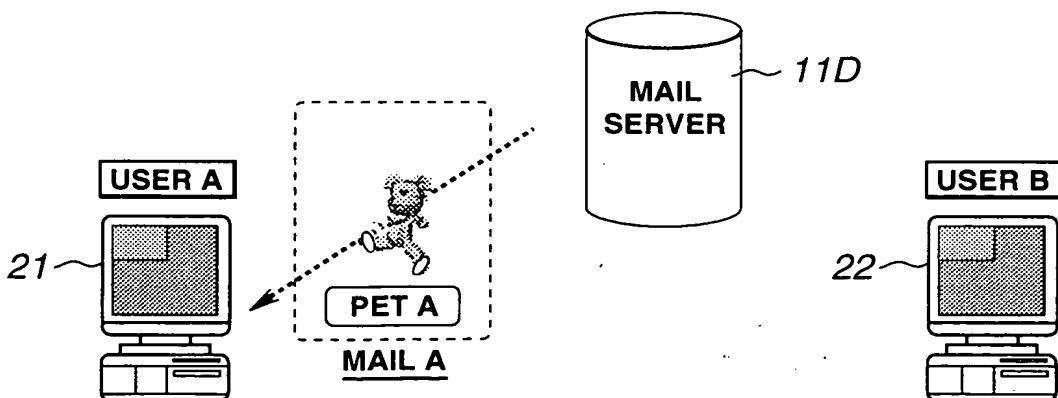 MAIL
SERVER
11D
USER A
USER B
21
22
PET A
MAIL A